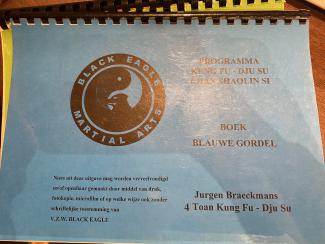 BLACK EAGLE
MARTIAL ARTS
PROGRAMMA
KUNG FU - DJU SU
CHAN SHAOLIN SI
BOEK
BLAUWE GORDEL
Niets uit deze uitgave mag worden verveelvoudigd
en/of openbaar gemaakt door middel van druk,
fotokopie, microfilm of op welke wijze ook zonder
schriftelijke toestemming van
V.Z.W. BLACK EAGLE
Jurgen Braeckmans
4 Toan Kung Fu - Dju Su